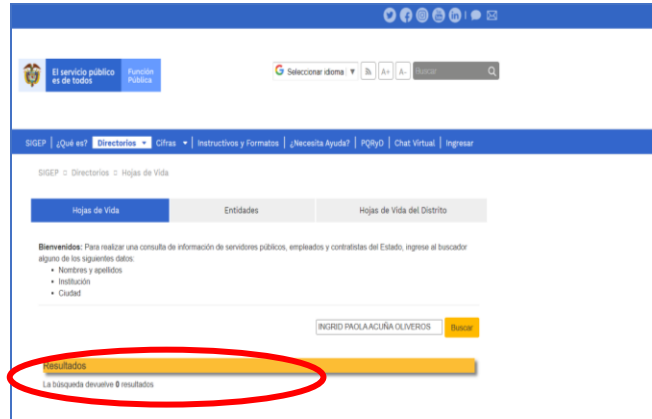 El servicio público
es de todos
Función
Pública
Seleccionar idoma ▼ A+ A- Buscar
SIGEP | ¿Qué es? Directorios Cifras | Instructivos y Formatos | ¿Necesita Ayuda? | PQRyD | Chat Virtual | Ingresar
SIGEP :: Directorios :: Hojas de Vida
Hojas de Vida Entidades Hojas de Vida del Distrito
Bienvenidos: Para realizar una consulta de información de servidores públicos, empleados y contratistas del Estado, ingrese al buscador
alguno de los siguientes datos:
• Nombres y apellidos
• Institución
• Ciudad
INGRID PAOLA ACUÑA OLIVEROS Buscar
Resultados
La búsqueda devuelve 0 resultados